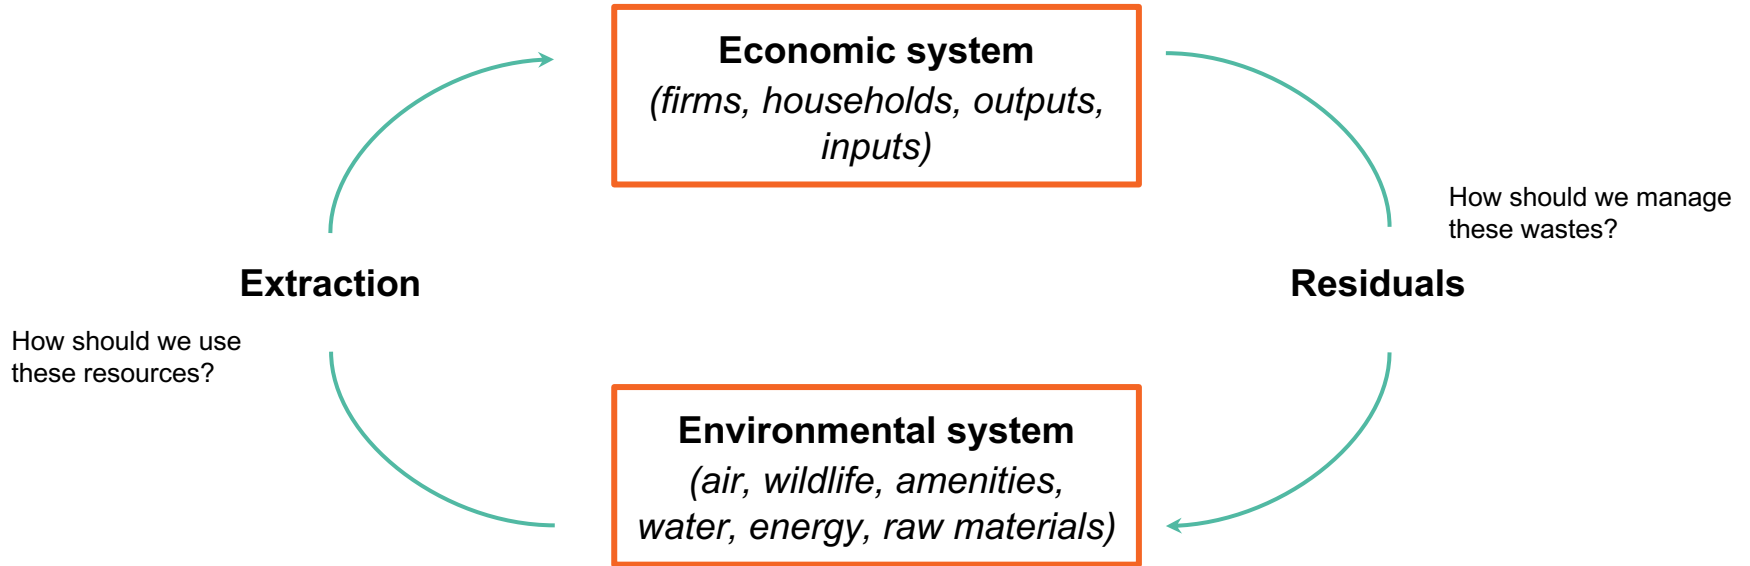 Economic system
(firms, households, outputs,
inputs)
How should we manage
these wastes?
Extraction
Residuals
How should we use
these resources?
Environmental system
(air, wildlife, amenities,
water, energy, raw materials)